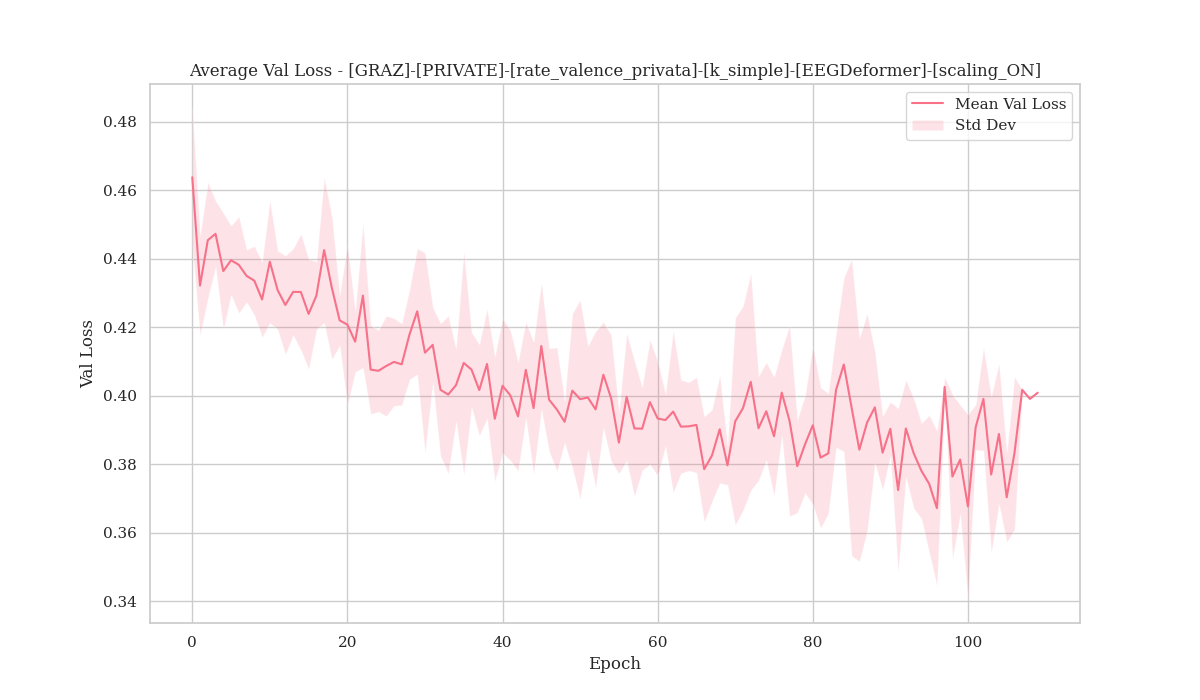 Average Val Loss - [GRAZ]-[PRIVATE]-[rate_valence_privata]-[k_simple]-[EEGDeformer]-[scaling_ON]
Mean Val Loss
Std Dev
0.48
0.46
0.44
0.42
0.40
0.38
0.36
0.34
Val Loss
0 20 40 60 80 100
Epoch